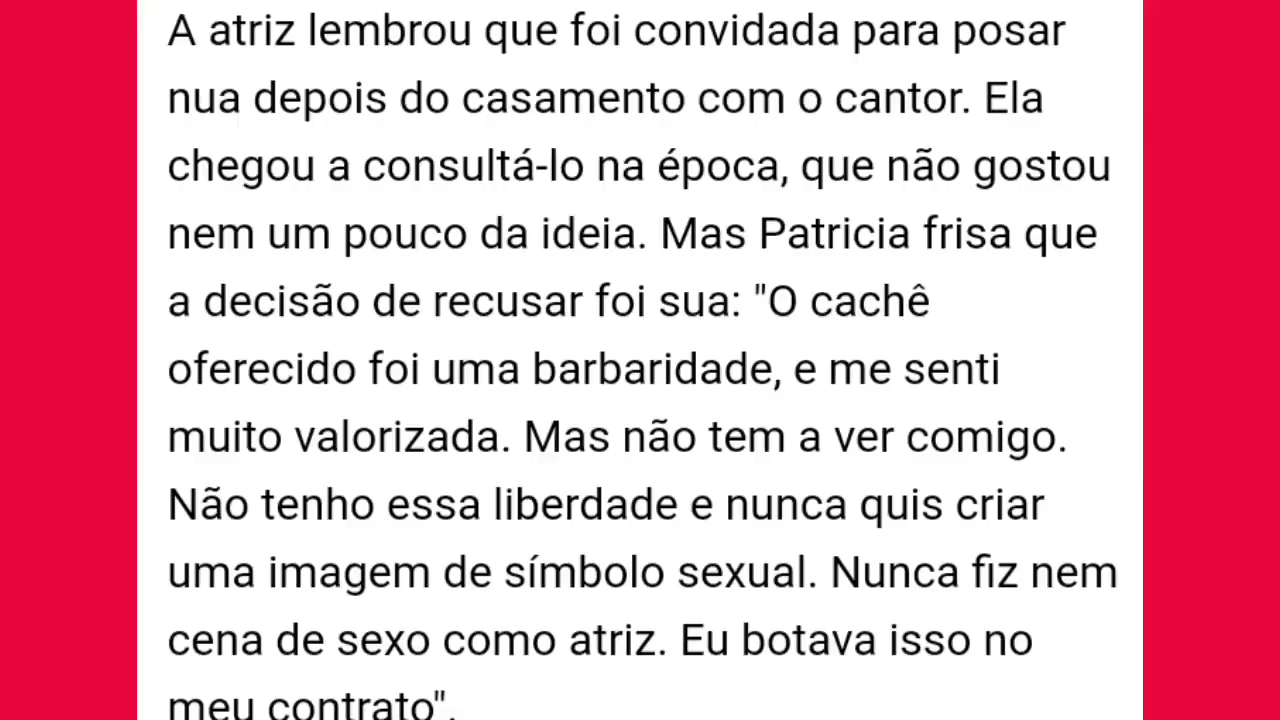 A atriz lembrou que foi convidada para posar
nua depois do casamento com o cantor. Ela
chegou a consultá-lo na época, que não gostou
nem um pouco da ideia. Mas Patricia frisa que
a decisão de recusar foi sua: "O cachê
oferecido foi uma barbaridade, e me senti
muito valorizada. Mas não tem a ver comigo.
Não tenho essa liberdade e nunca quis criar
uma imagem de símbolo sexual. Nunca fiz nem
cena de sexo como atriz. Eu botava isso no
meu contrato".